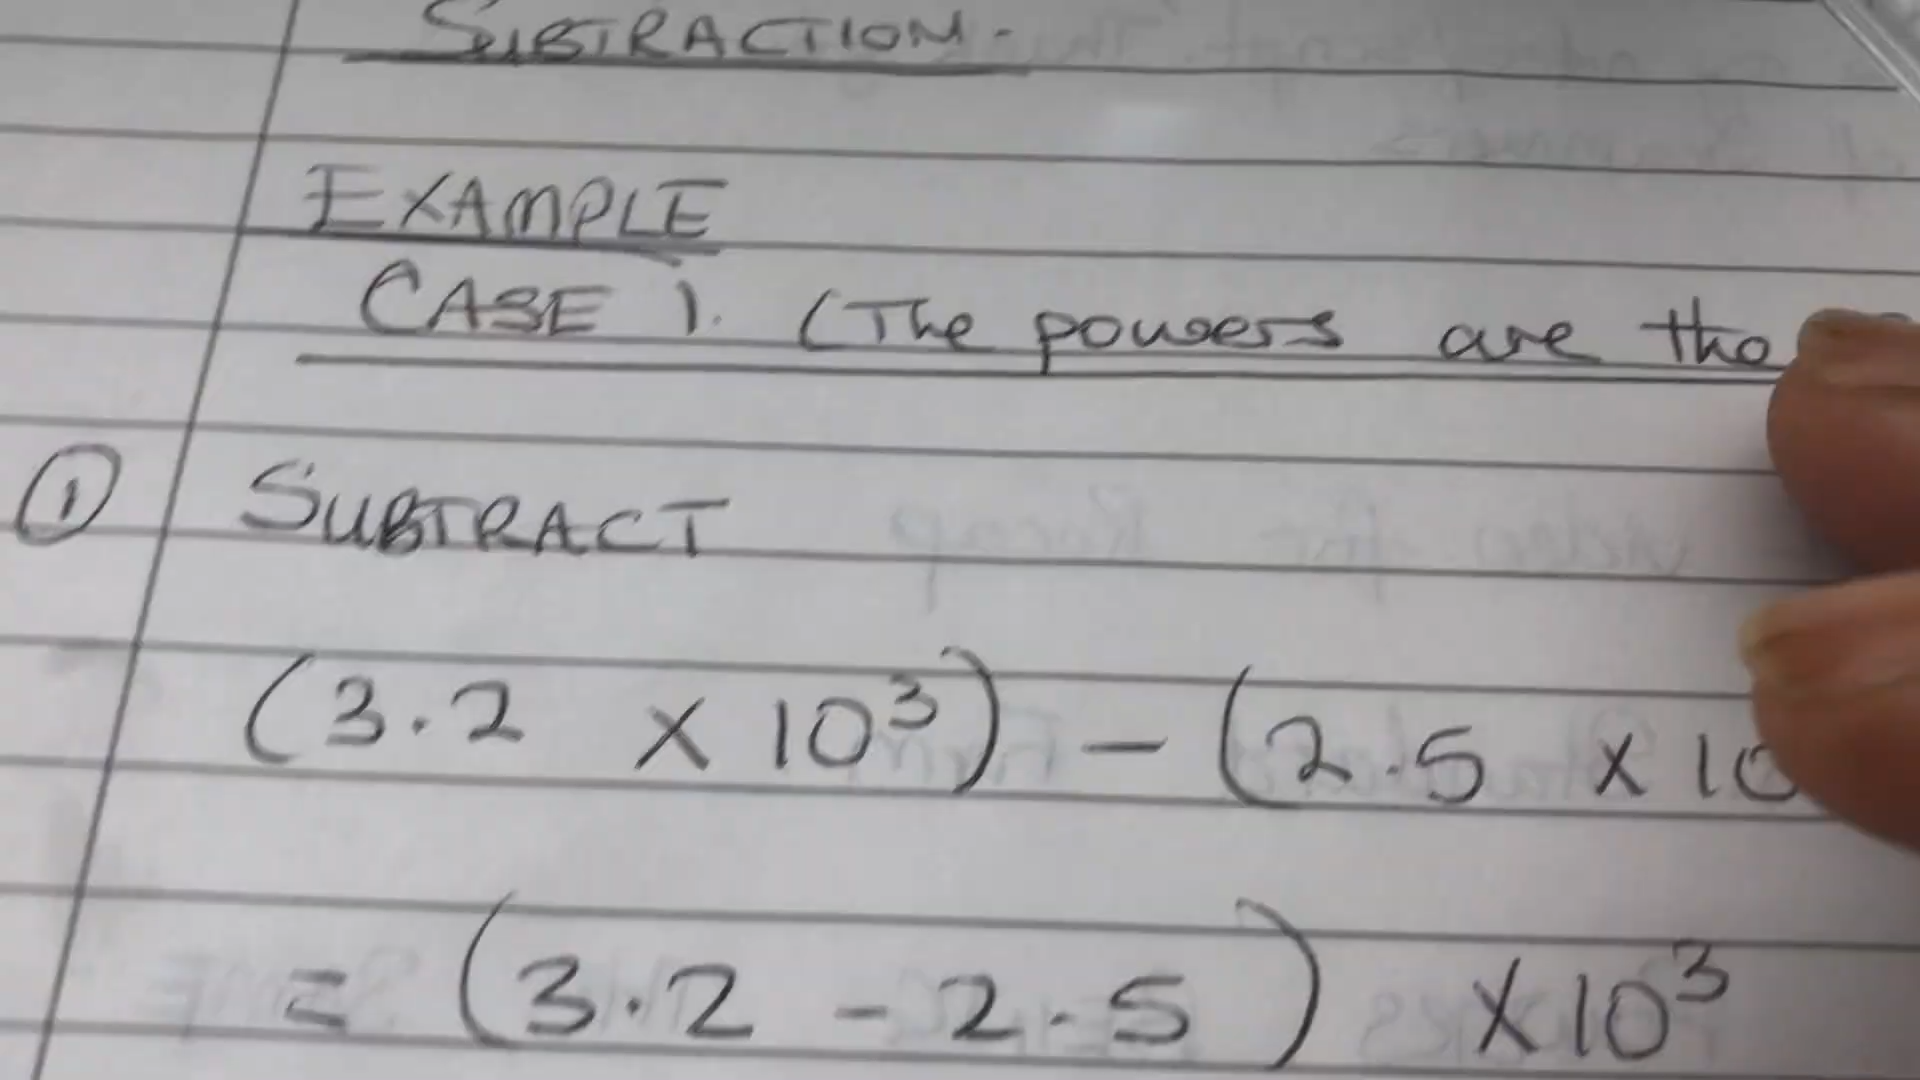 SUBTRACTION.
EXAMPLE
CASE 1. (The powers are the
① SUBTRACT
(3.2 × 10³) – (2.5 × 10
= (3.2 – 2.5) × 10³